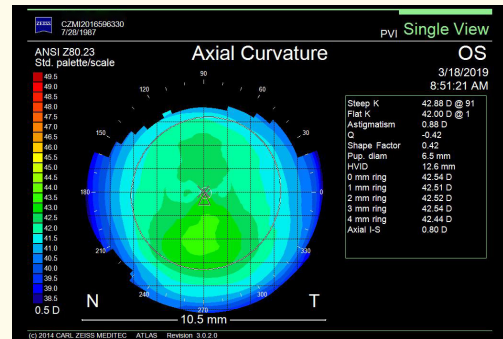 ZEISS
CZMI2016596330
7/28/1987
PVI Single View
ANSI Z80.23
Std. palette/scale
Axial Curvature
OS
3/18/2019
8:51:21 AM
49.5
49.0
48.5
48.0
47.5
47.0
46.5
46.0
45.5
45.0
44.5
44.0
43.5
43.0
42.5
42.0
41.5
41.0
40.5
40.0
39.5
39.0
38.5
0.5 D
90
120
60
150
30
180
0
210
330
240
300
270
Steep K 42.88 D @ 91
Flat K 42.00 D @ 1
Astigmatism 0.88 D
Q -0.42
Shape Factor 0.42
Pup. diam 6.5 mm
HVID 12.6 mm
0 mm ring 42.54 D
1 mm ring 42.51 D
2 mm ring 42.52 D
3 mm ring 42.54 D
4 mm ring 42.44 D
Axial I-S 0.80 D
N
T
10.5 mm
(c) 2014 CARL ZEISS MEDITEC ATLAS Revision 3.0.2.0